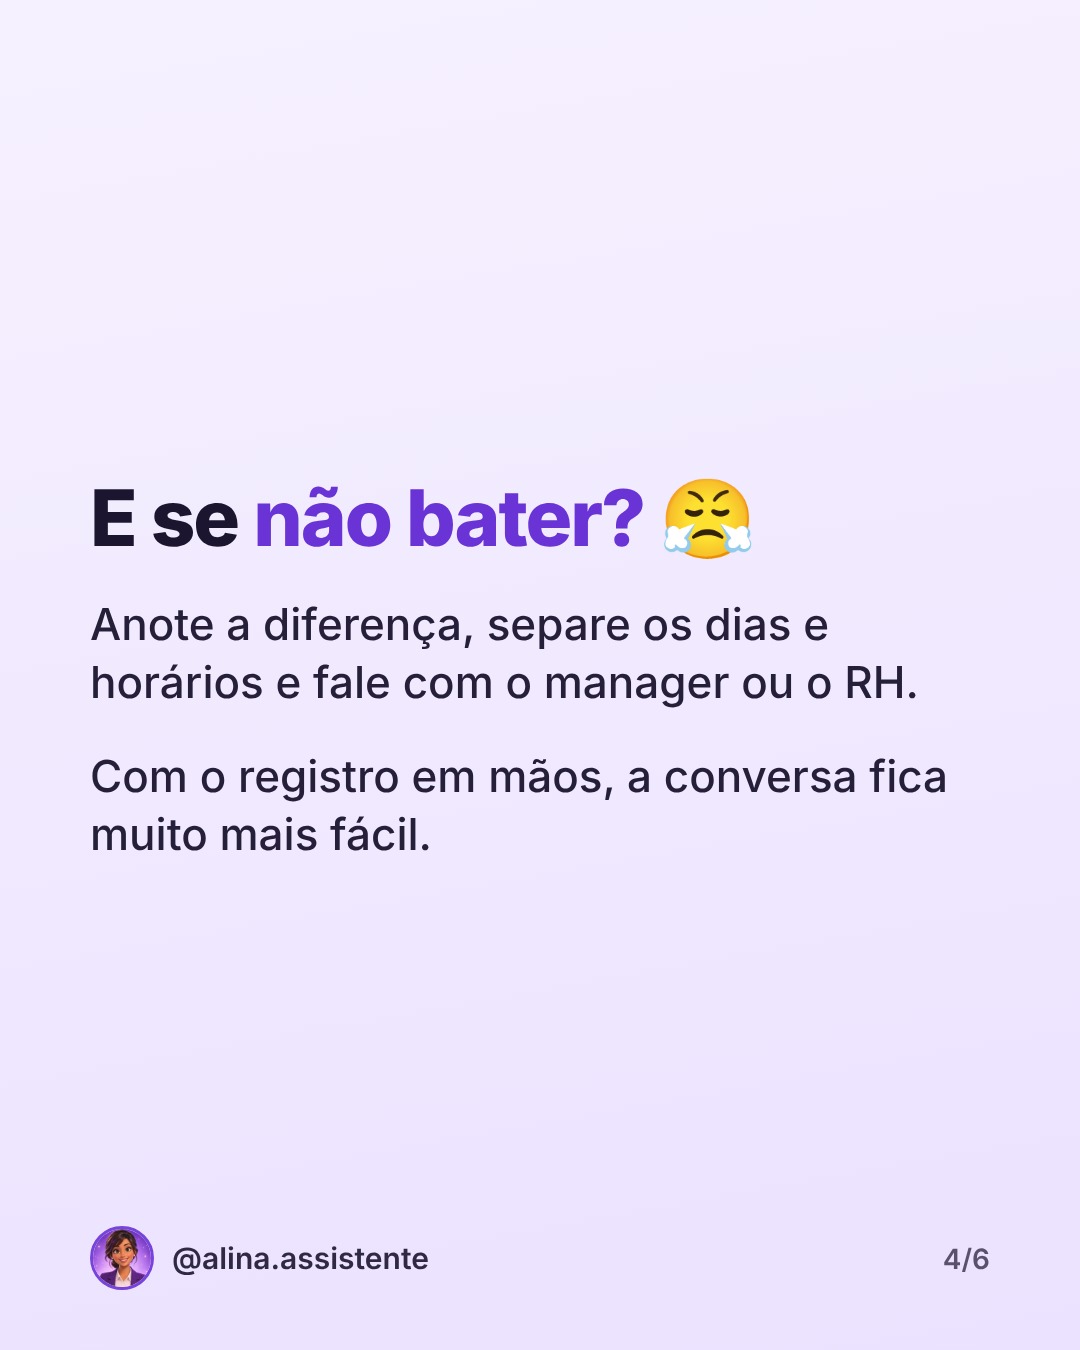 E se não bater? 😤
Anote a diferença, separe os dias e
horários e fale com o manager ou o RH.
Com o registro em mãos, a conversa fica
muito mais fácil.
@alina.assistente
4/6